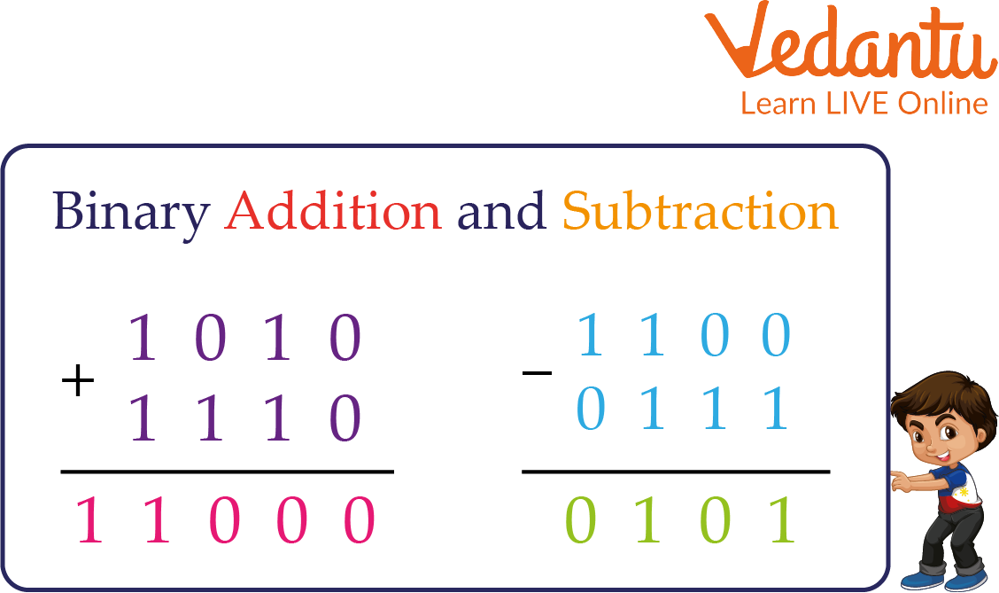 Vedantu
Learn LIVE Online
Binary Addition and Subtraction
1 0 1 0
+
1 1 1 0
1 1 0 0 0
1 1 0 0
−
0 1 1 1
0 1 0 1